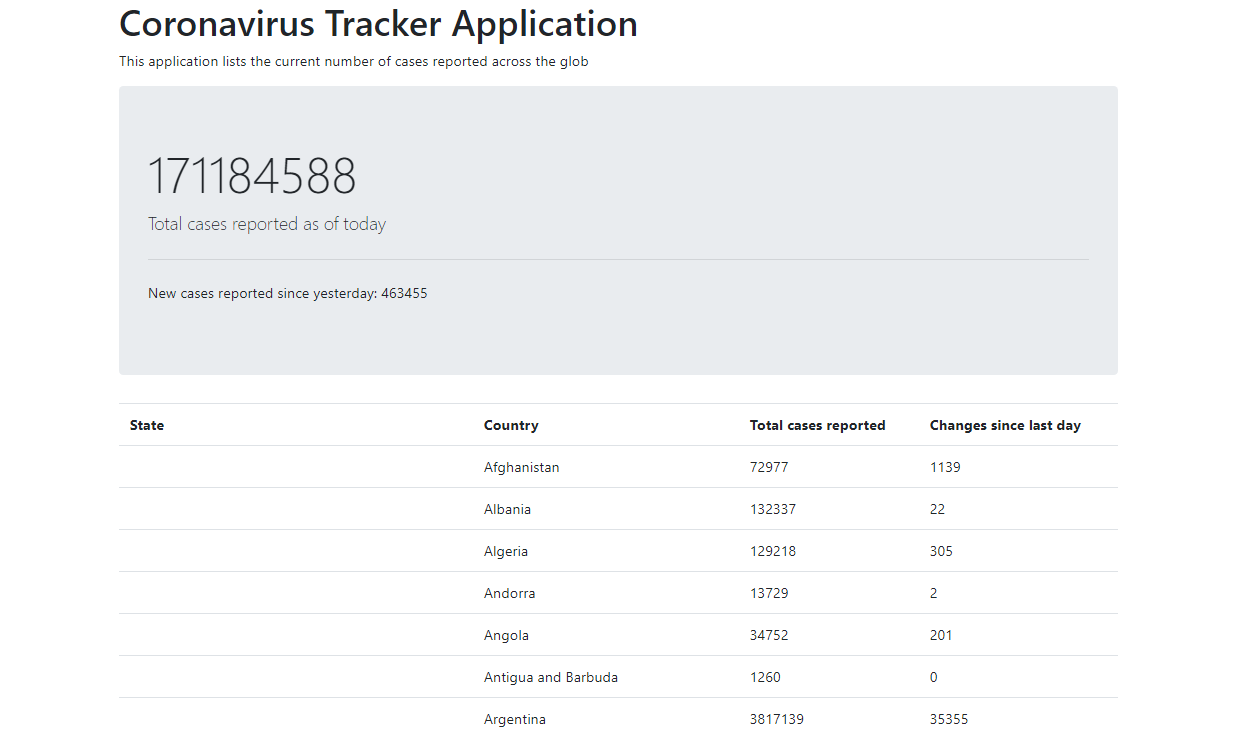 Coronavirus Tracker Application
This application lists the current number of cases reported across the glob
171184588
Total cases reported as of today
New cases reported since yesterday: 463455
State Country Total cases reported Changes since last day
Afghanistan 72977 1139
Albania 132337 22
Algeria 129218 305
Andorra 13729 2
Angola 34752 201
Antigua and Barbuda 1260 0
Argentina 3817139 35355